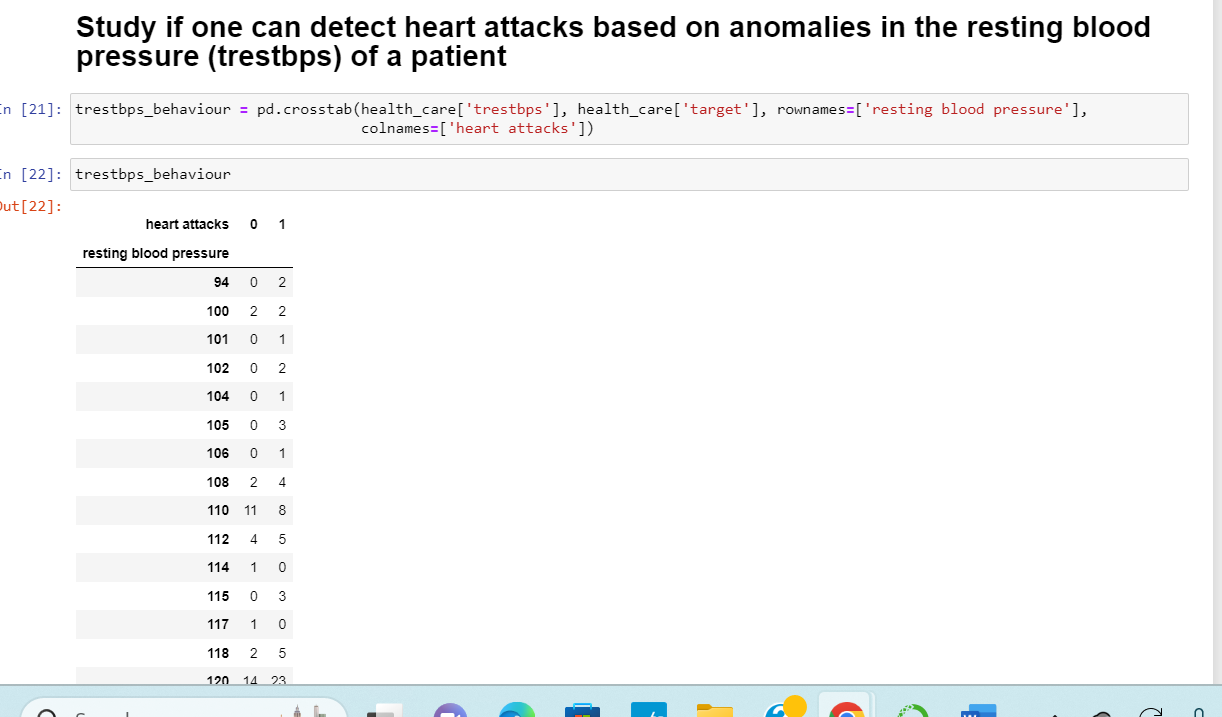 Study if one can detect heart attacks based on anomalies in the resting blood
pressure (trestbps) of a patient
In [21]: trestbps_behaviour = pd.crosstab(health_care['trestbps'], health_care['target'], rownames=['resting blood pressure'],
colnames=['heart attacks'])
In [22]: trestbps_behaviour
Out[22]:
heart attacks 0 1
resting blood pressure
94 0 2
100 2 2
101 0 1
102 0 2
104 0 1
105 0 3
106 0 1
108 2 4
110 11 8
112 4 5
114 1 0
115 0 3
117 1 0
118 2 5
120 14 23